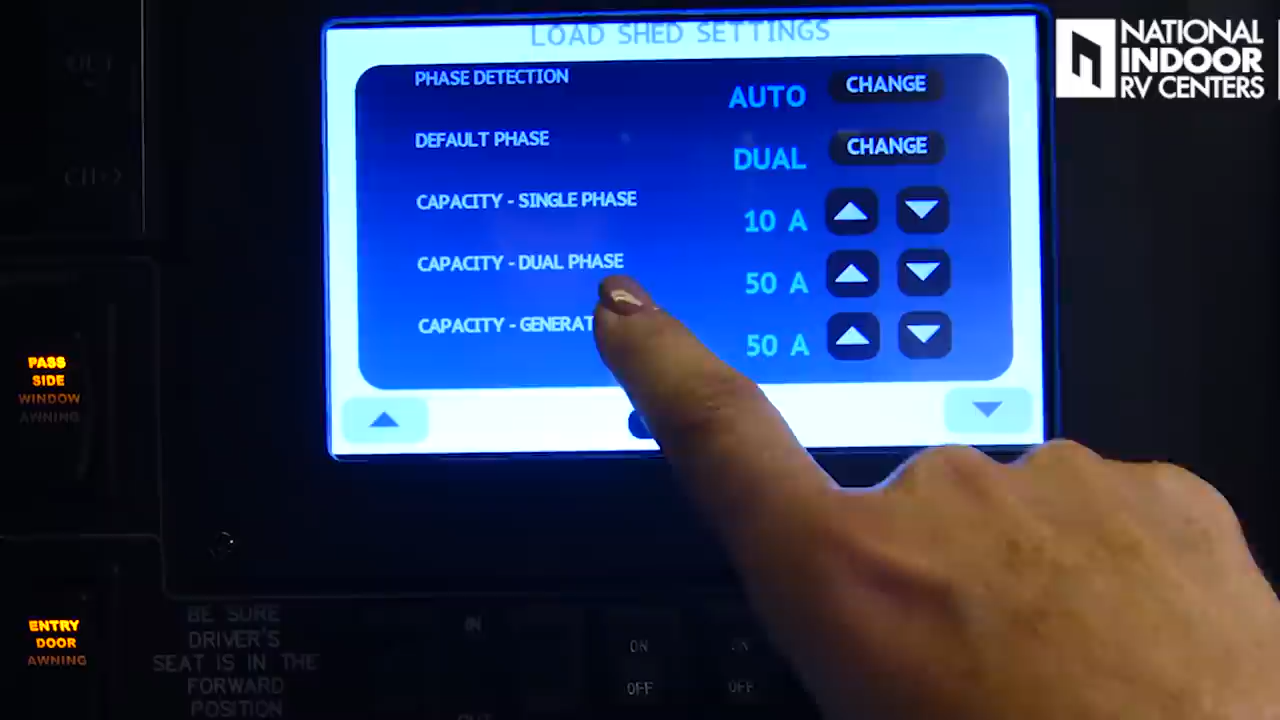 LOAD SHED SETTINGS
NATIONAL
INDOOR
RV CENTERS
PHASE DETECTION
AUTO
CHANGE
DEFAULT PHASE
DUAL
CHANGE
CAPACITY - SINGLE PHASE
10 A
CAPACITY - DUAL PHASE
50 A
CAPACITY - GENERAT
50 A
PASS
SIDE
WINDOW
AWNING
ENTRY
DOOR
AWNING
BE SURE
DRIVER'S
SEAT IS IN THE
FORWARD
POSITION
IN
OUT
ON
OFF
ON
OFF